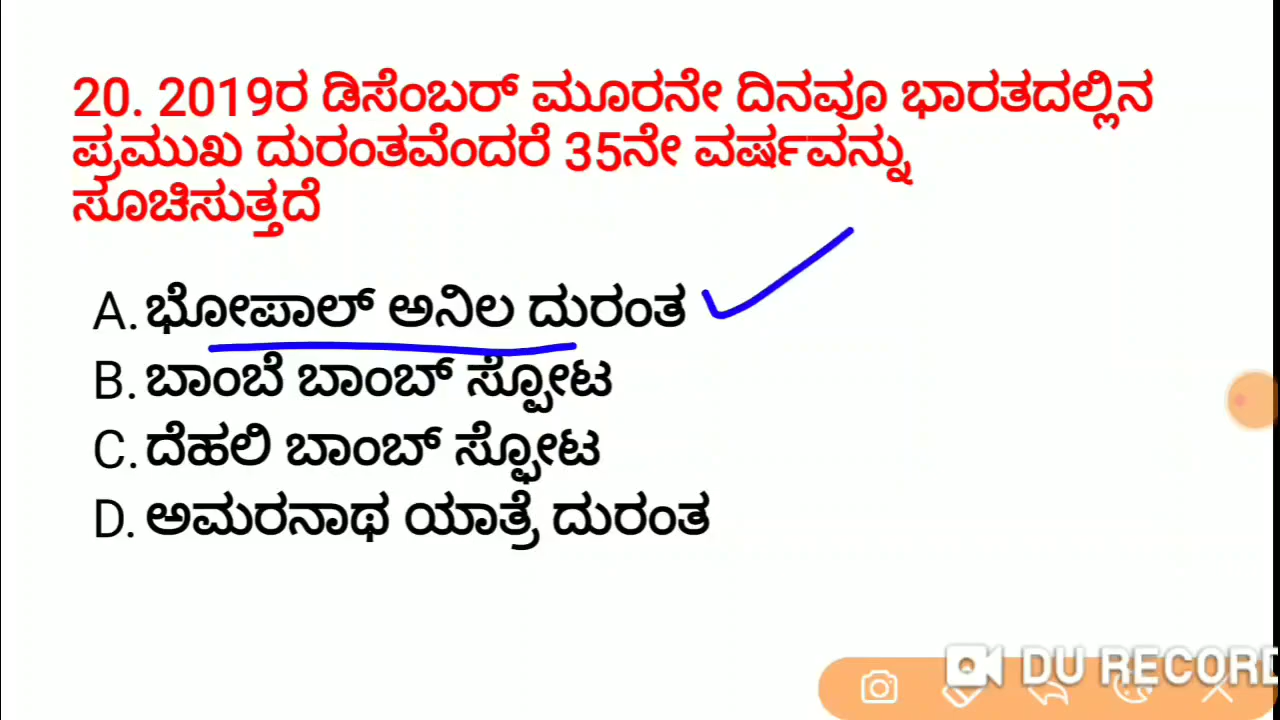 20. 2019ರ ಡಿಸೆಂಬರ್ ಮೂರನೇ ದಿನವೂ ಭಾರತದಲ್ಲಿನ
ಪ್ರಮುಖ ದುರಂತವೆಂದರೆ 35ನೇ ವರ್ಷವನ್ನು
ಸೂಚಿಸುತ್ತದೆ
A. ಭೋಪಾಲ್ ಅನಿಲ ದುರಂತ
B. ಬಾಂಬೆ ಬಾಂಬ್ ಸ್ಪೋಟ
C. ದೆಹಲಿ ಬಾಂಬ್ ಸ್ಫೋಟ
D. ಅಮರನಾಥ ಯಾತ್ರೆ ದುರಂತ
DU RECORD